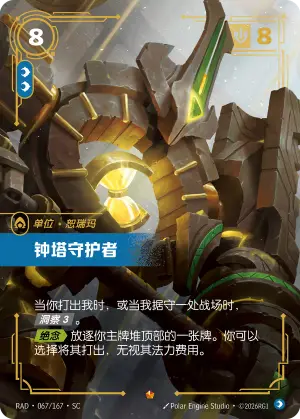 8
8
单位 · 恕瑞玛
钟塔守护者
当你打出我时，或当我据守一处战场时，
洞察 3 。
绝念 放逐你主牌堆顶部的一张牌。你可以
选择将其打出，无视其法力费用。
RAD · 067/167 · SC
Polar Engine Studio · ©2026RG1